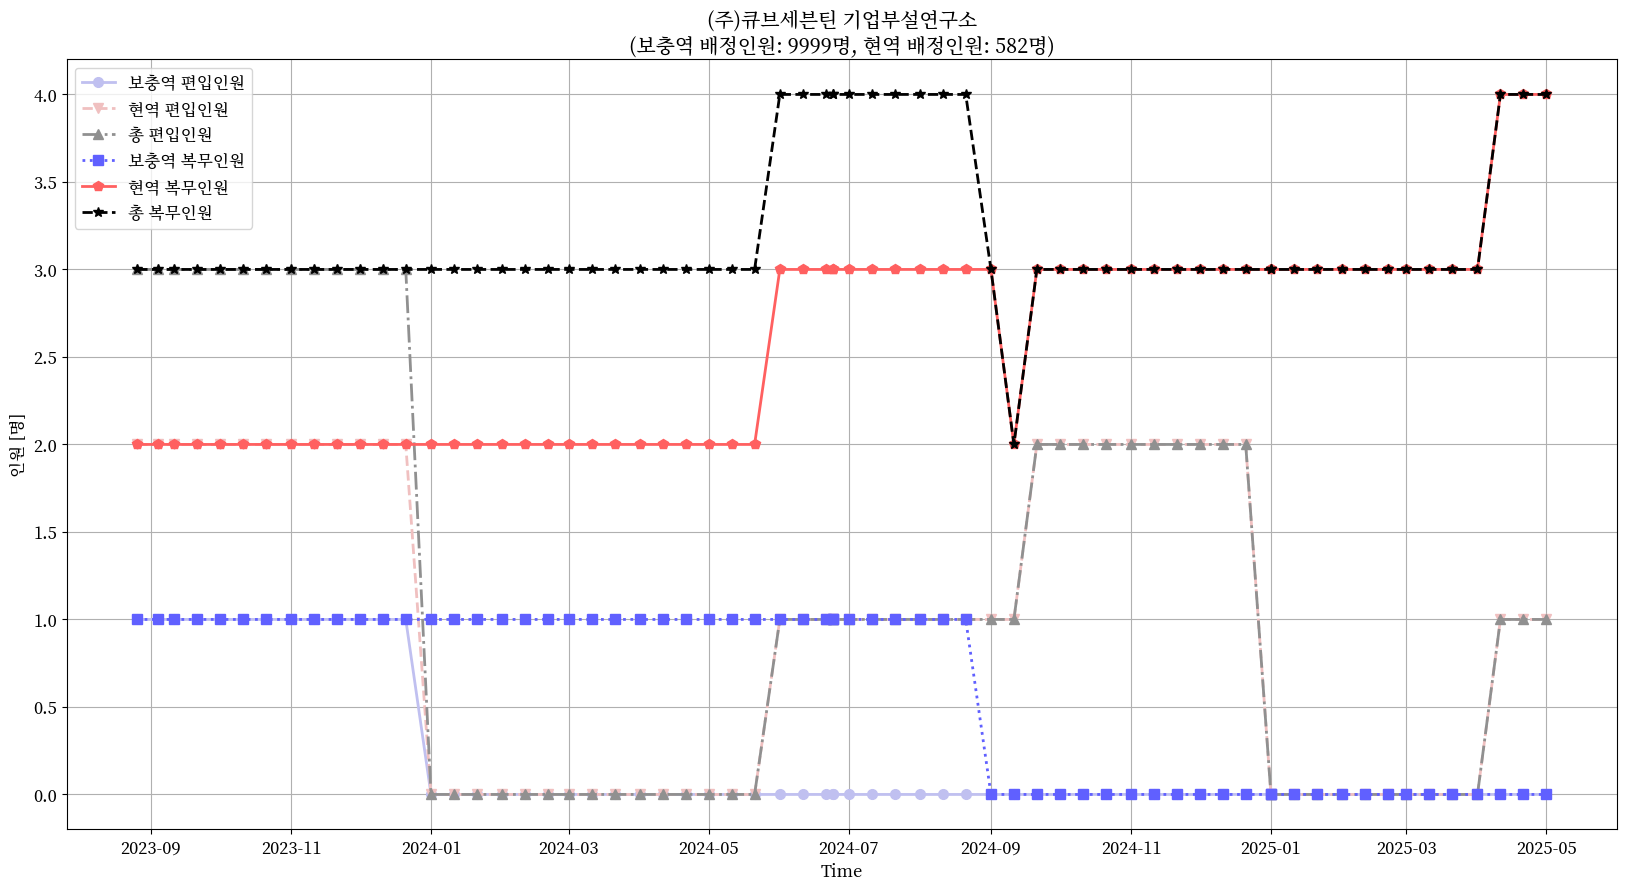 (주)큐브세븐틴 기업부설연구소
(보충역 배정인원: 9999명, 현역 배정인원: 582명)
보충역 편입인원
현역 편입인원
총 편입인원
보충역 복무인원
현역 복무인원
총 복무인원
인원 [명]
4.0
3.5
3.0
2.5
2.0
1.5
1.0
0.5
0.0
2023-09 2023-11 2024-01 2024-03 2024-05 2024-07 2024-09 2024-11 2025-01 2025-03 2025-05
Time